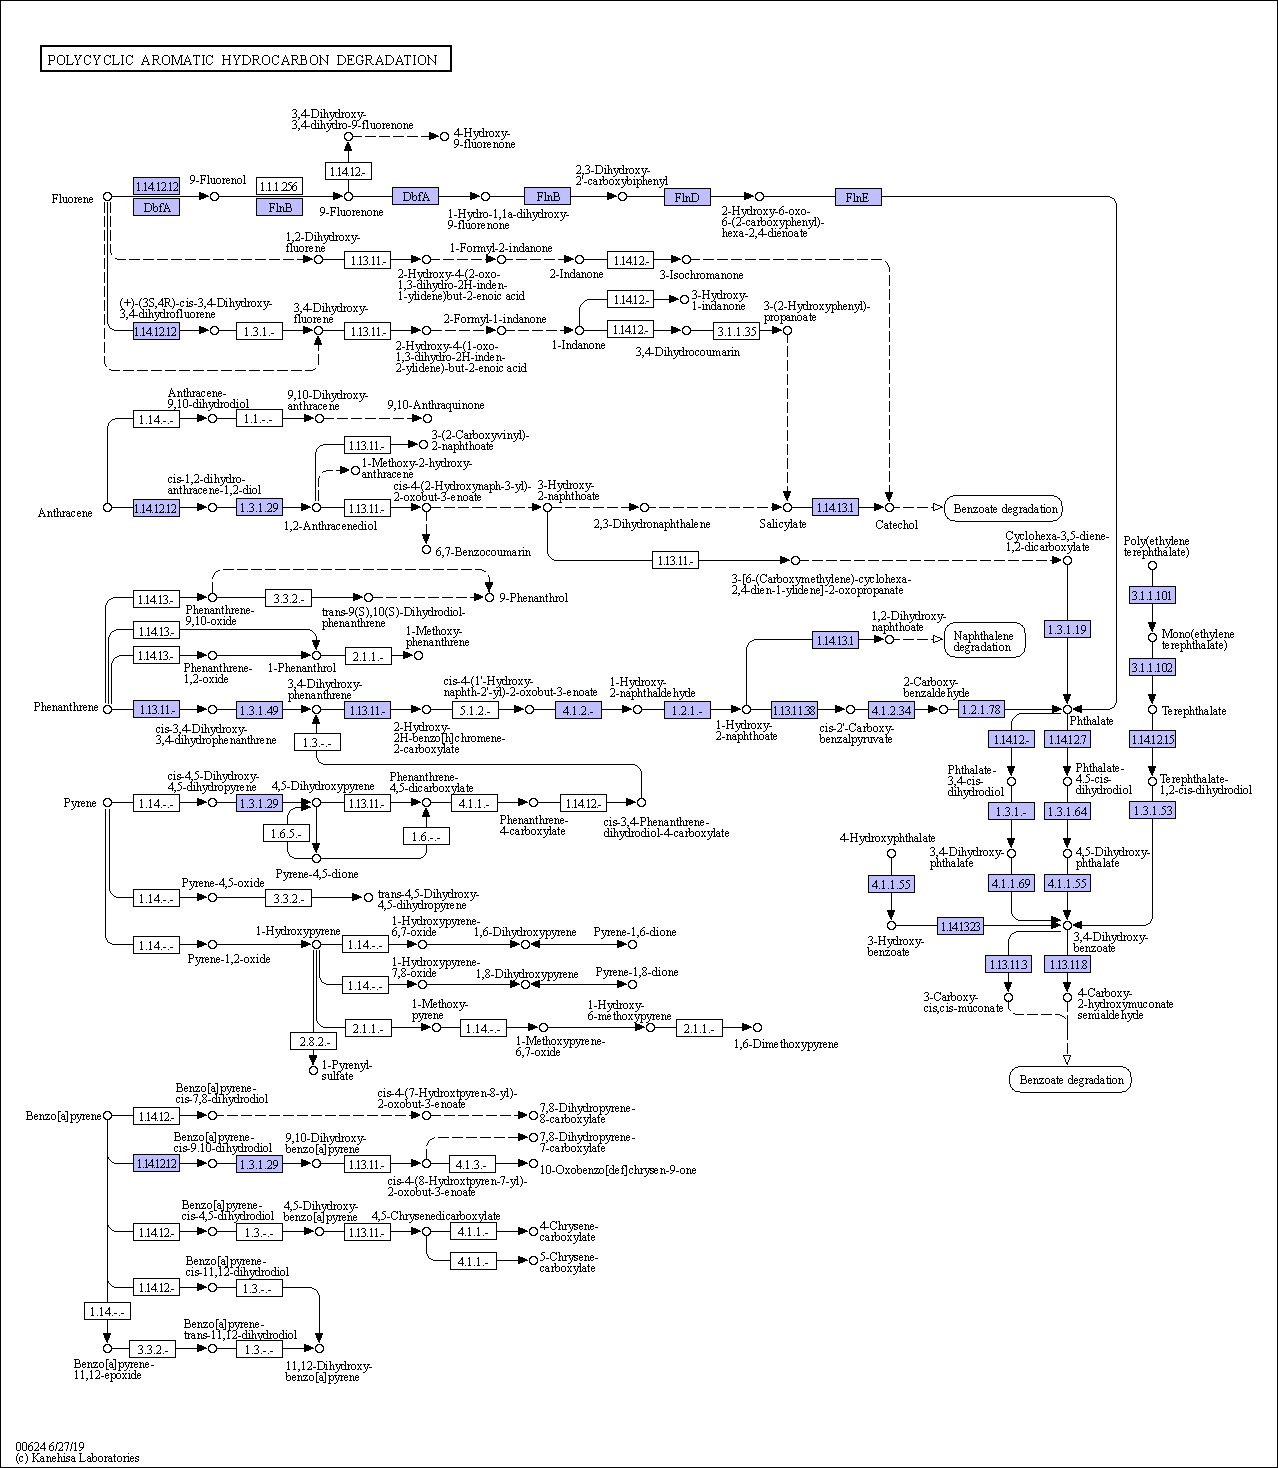 POLYCYCLIC AROMATIC HYDROCARBON DEGRADATION
3,4-Dihydroxy-
3,4-dihydro-9-fluorenone
4-Hydroxy-
9-fluorenone
1.14.12.-
Fluorene
1.14.12.12
DbfA
9-Fluorenol
1.1.1.256
FlnB
9-Fluorenone
DbfA
1-Hydro-1,1a-dihydroxy-
9-fluorenone
FlnB
2,3-Dihydroxy-
2'-carboxybiphenyl
FlnD
2-Hydroxy-6-oxo-
6-(2-carboxyphenyl)-
hexa-2,4-dienoate
FlnE
1,2-Dihydroxy-
fluorene
1.13.11.-
2-Hydroxy-4-(2-oxo-
1,3-dihydro-2H-inden-
1-ylidene)but-2-enoic acid
1-Formyl-2-indanone
2-Indanone
1.14.12.-
3-Isochromanone
(+)-(3S,4R)-cis-3,4-Dihydroxy-
3,4-dihydrofluorene
1.14.12.12
1.3.1.-
3,4-Dihydroxy-
fluorene
1.13.11.-
2-Hydroxy-4-(1-oxo-
1,3-dihydro-2H-inden-
2-ylidene)-but-2-enoic acid
2-Formyl-1-indanone
1-Indanone
1.14.12.-
3-Hydroxy-
1-indanone
1.14.12.-
3,4-Dihydrocoumarin
3.1.1.35
3-(2-Hydroxyphenyl)-
propanoate
Anthracene-
9,10-dihydrodiol
1.14.-.-
1.1.-.-
9,10-Dihydroxy-
anthracene
9,10-Anthraquinone
1.13.11.-
3-(2-Carboxyvinyl)-
2-naphthoate
1-Methoxy-2-hydroxy-
anthracene
Anthracene
1.14.12.12
cis-1,2-dihydro-
anthracene-1,2-diol
1.3.1.29
1,2-Anthracenediol
1.13.11.-
cis-4-(2-Hydroxynaph-3-yl)-
2-oxobut-3-enoate
6,7-Benzocoumarin
3-Hydroxy-
2-naphthoate
2,3-Dihydronaphthalene
Salicylate
1.14.13.1
Catechol
Benzoate degradation
1.13.11.-
3-[6-(Carboxymethylene)-cyclohexa-
2,4-dien-1-ylidene]-2-oxopropanate
Cyclohexa-3,5-diene-
1,2-dicarboxylate
1.3.1.19
Poly(ethylene
terephthalate)
3.1.1.101
Mono(ethylene
terephthalate)
3.1.1.102
Terephthalate
1.14.12.15
Terephthalate-
1,2-cis-dihydrodiol
1.3.1.53
1.14.13.-
Phenanthrene-
9,10-oxide
3.3.2.-
trans-9(S),10(S)-Dihydrodiol-
phenanthrene
9-Phenanthrol
1.14.13.-
1.14.13.-
Phenanthrene-
1,2-oxide
1-Phenanthrol
2.1.1.-
1-Methoxy-
phenanthrene
Phenanthrene
1.13.11.-
cis-3,4-Dihydroxy-
3,4-dihydrophenanthrene
1.3.1.49
3,4-Dihydroxy-
phenanthrene
1.13.11.-
2-Hydroxy-
2H-benzo[h]chromene-
2-carboxylate
5.1.2.-
cis-4-(1'-Hydroxy-
naphth-2'-yl)-2-oxobut-3-enoate
4.1.2.-
1-Hydroxy-
2-naphthaldehyde
1.2.1.-
1-Hydroxy-
2-naphthoate
1.14.13.1
1,2-Dihydroxy-
naphthoate
Naphthalene
degradation
1.13.11.38
cis-2'-Carboxy-
benzalpyruvate
4.1.2.34
2-Carboxy-
benzaldehyde
1.2.1.78
Phthalate
1.3.-.-
1.14.12.-
1.14.12.7
Phthalate-
3,4-cis-
dihydrodiol
Phthalate-
4,5-cis-
dihydrodiol
1.3.1.-
1.3.1.64
3,4-Dihydroxy-
phthalate
4,5-Dihydroxy-
phthalate
4.1.1.69
4.1.1.55
4-Hydroxyphthalate
4.1.1.55
3-Hydroxy-
benzoate
1.14.13.23
3,4-Dihydroxy-
benzoate
1.13.11.3
1.13.11.8
3-Carboxy-
cis,cis-muconate
4-Carboxy-
2-hydroxymuconate
semialdehyde
Benzoate degradation
Pyrene
1.14.-.-
cis-4,5-Dihydroxy-
4,5-dihydropyrene
1.3.1.29
4,5-Dihydroxypyrene
1.13.11.-
Phenanthrene-
4,5-dicarboxylate
4.1.1.-
Phenanthrene-
4-carboxylate
1.14.12.-
cis-3,4-Phenanthrene-
dihydrodiol-4-carboxylate
1.6.5.-
1.6.-.-
Pyrene-4,5-dione
1.14.-.-
Pyrene-4,5-oxide
3.3.2.-
trans-4,5-Dihydroxy-
4,5-dihydropyrene
1.14.-.-
Pyrene-1,2-oxide
1-Hydroxypyrene
1.14.-.-
1-Hydroxypyrene-
6,7-oxide
1,6-Dihydroxypyrene
Pyrene-1,6-dione
1.14.-.-
1-Hydroxypyrene-
7,8-oxide
1,8-Dihydroxypyrene
Pyrene-1,8-dione
2.1.1.-
1-Methoxy-
pyrene
1.14.-.-
1-Methoxypyrene-
6,7-oxide
1-Hydroxy-
6-methoxypyrene
2.1.1.-
1,6-Dimethoxypyrene
2.8.2.-
1-Pyrenyl-
sulfate
Benzo[a]pyrene
1.14.12.-
Benzo[a]pyrene-
cis-7,8-dihydrodiol
cis-4-(7-Hydroxtpyren-8-yl)-
2-oxobut-3-enoate
7,8-Dihydropyrene-
8-carboxylate
1.14.12.12
Benzo[a]pyrene-
cis-9,10-dihydrodiol
1.3.1.29
9,10-Dihydroxy-
benzo[a]pyrene
1.13.11.-
cis-4-(8-Hydroxtpyren-7-yl)-
2-oxobut-3-enoate
7,8-Dihydropyrene-
7-carboxylate
4.1.3.-
10-Oxobenzo[def]chrysen-9-one
1.14.12.-
Benzo[a]pyrene-
cis-4,5-dihydrodiol
1.3.-.-
4,5-Dihydroxy-
benzo[a]pyrene
1.13.11.-
4,5-Chrysenedicarboxylate
4.1.1.-
4-Chrysene-
carboxylate
4.1.1.-
5-Chrysene-
carboxylate
1.14.12.-
Benzo[a]pyrene-
cis-11,12-dihydrodiol
1.3.-.-
1.14.-.-
Benzo[a]pyrene-
11,12-epoxide
3.3.2.-
Benzo[a]pyrene-
trans-11,12-dihydrodiol
1.3.-.-
11,12-Dihydroxy-
benzo[a]pyrene
00624 6/27/19
(c) Kanehisa Laboratories